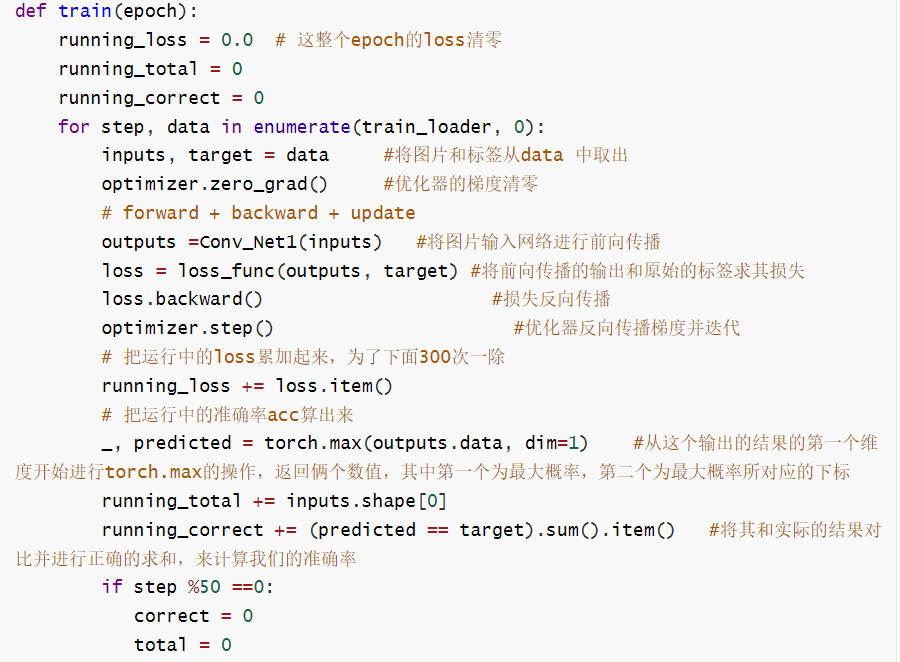 def train(epoch):
    running_loss = 0.0  # 这整个epoch的loss清零
    running_total = 0
    running_correct = 0
    for step, data in enumerate(train_loader, 0):
        inputs, target = data     #将图片和标签从data 中取出
        optimizer.zero_grad()     #优化器的梯度清零
        # forward + backward + update
        outputs =Conv_Net1(inputs)   #将图片输入网络进行前向传播
        loss = loss_func(outputs, target) #将前向传播的输出和原始的标签求其损失
        loss.backward()                     #损失反向传播
        optimizer.step()                      #优化器反向传播梯度并迭代
        # 把运行中的loss累加起来，为了下面300次一除
        running_loss += loss.item()
        # 把运行中的准确率acc算出来
        _, predicted = torch.max(outputs.data, dim=1)    #从这个输出的结果的第一个维
度开始进行torch.max的操作，返回俩个数值，其中第一个为最大概率，第二个为最大概率所对应的下标
        running_total += inputs.shape[0]
        running_correct += (predicted == target).sum().item()   #将其和实际的结果对
比并进行正确的求和，来计算我们的准确率
        if step %50 ==0:
           correct = 0
           total = 0